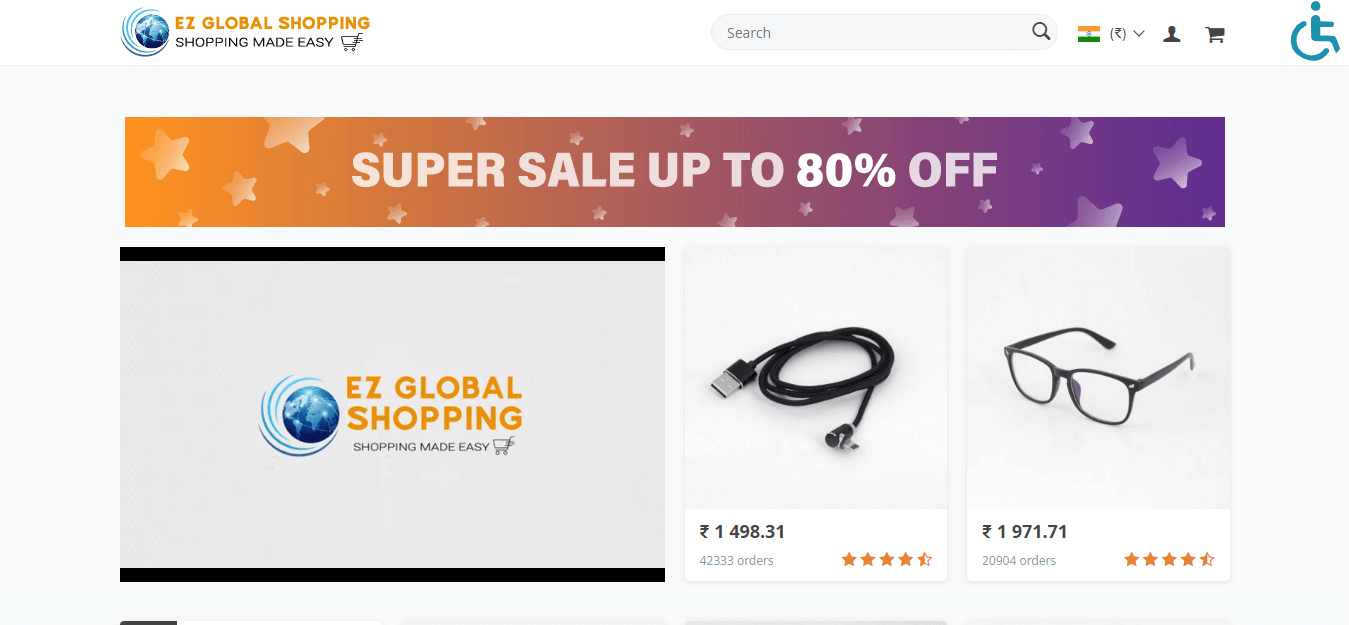 EZ GLOBAL SHOPPING
SHOPPING MADE EASY
Search
(₹)
SUPER SALE UP TO 80% OFF
EZ GLOBAL
SHOPPING
SHOPPING MADE EASY
₹ 1 498.31
42333 orders
₹ 1 971.71
20904 orders